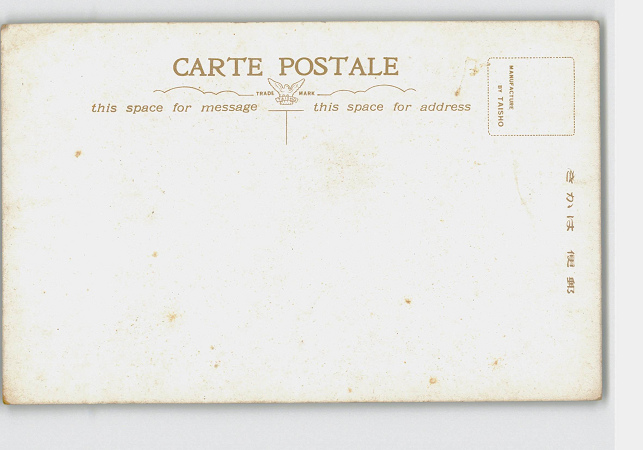 CARTE POSTALE
TRADE MARK
this space for message
this space for address
MANUFACTURE
BY TAISHO
きかは便郵